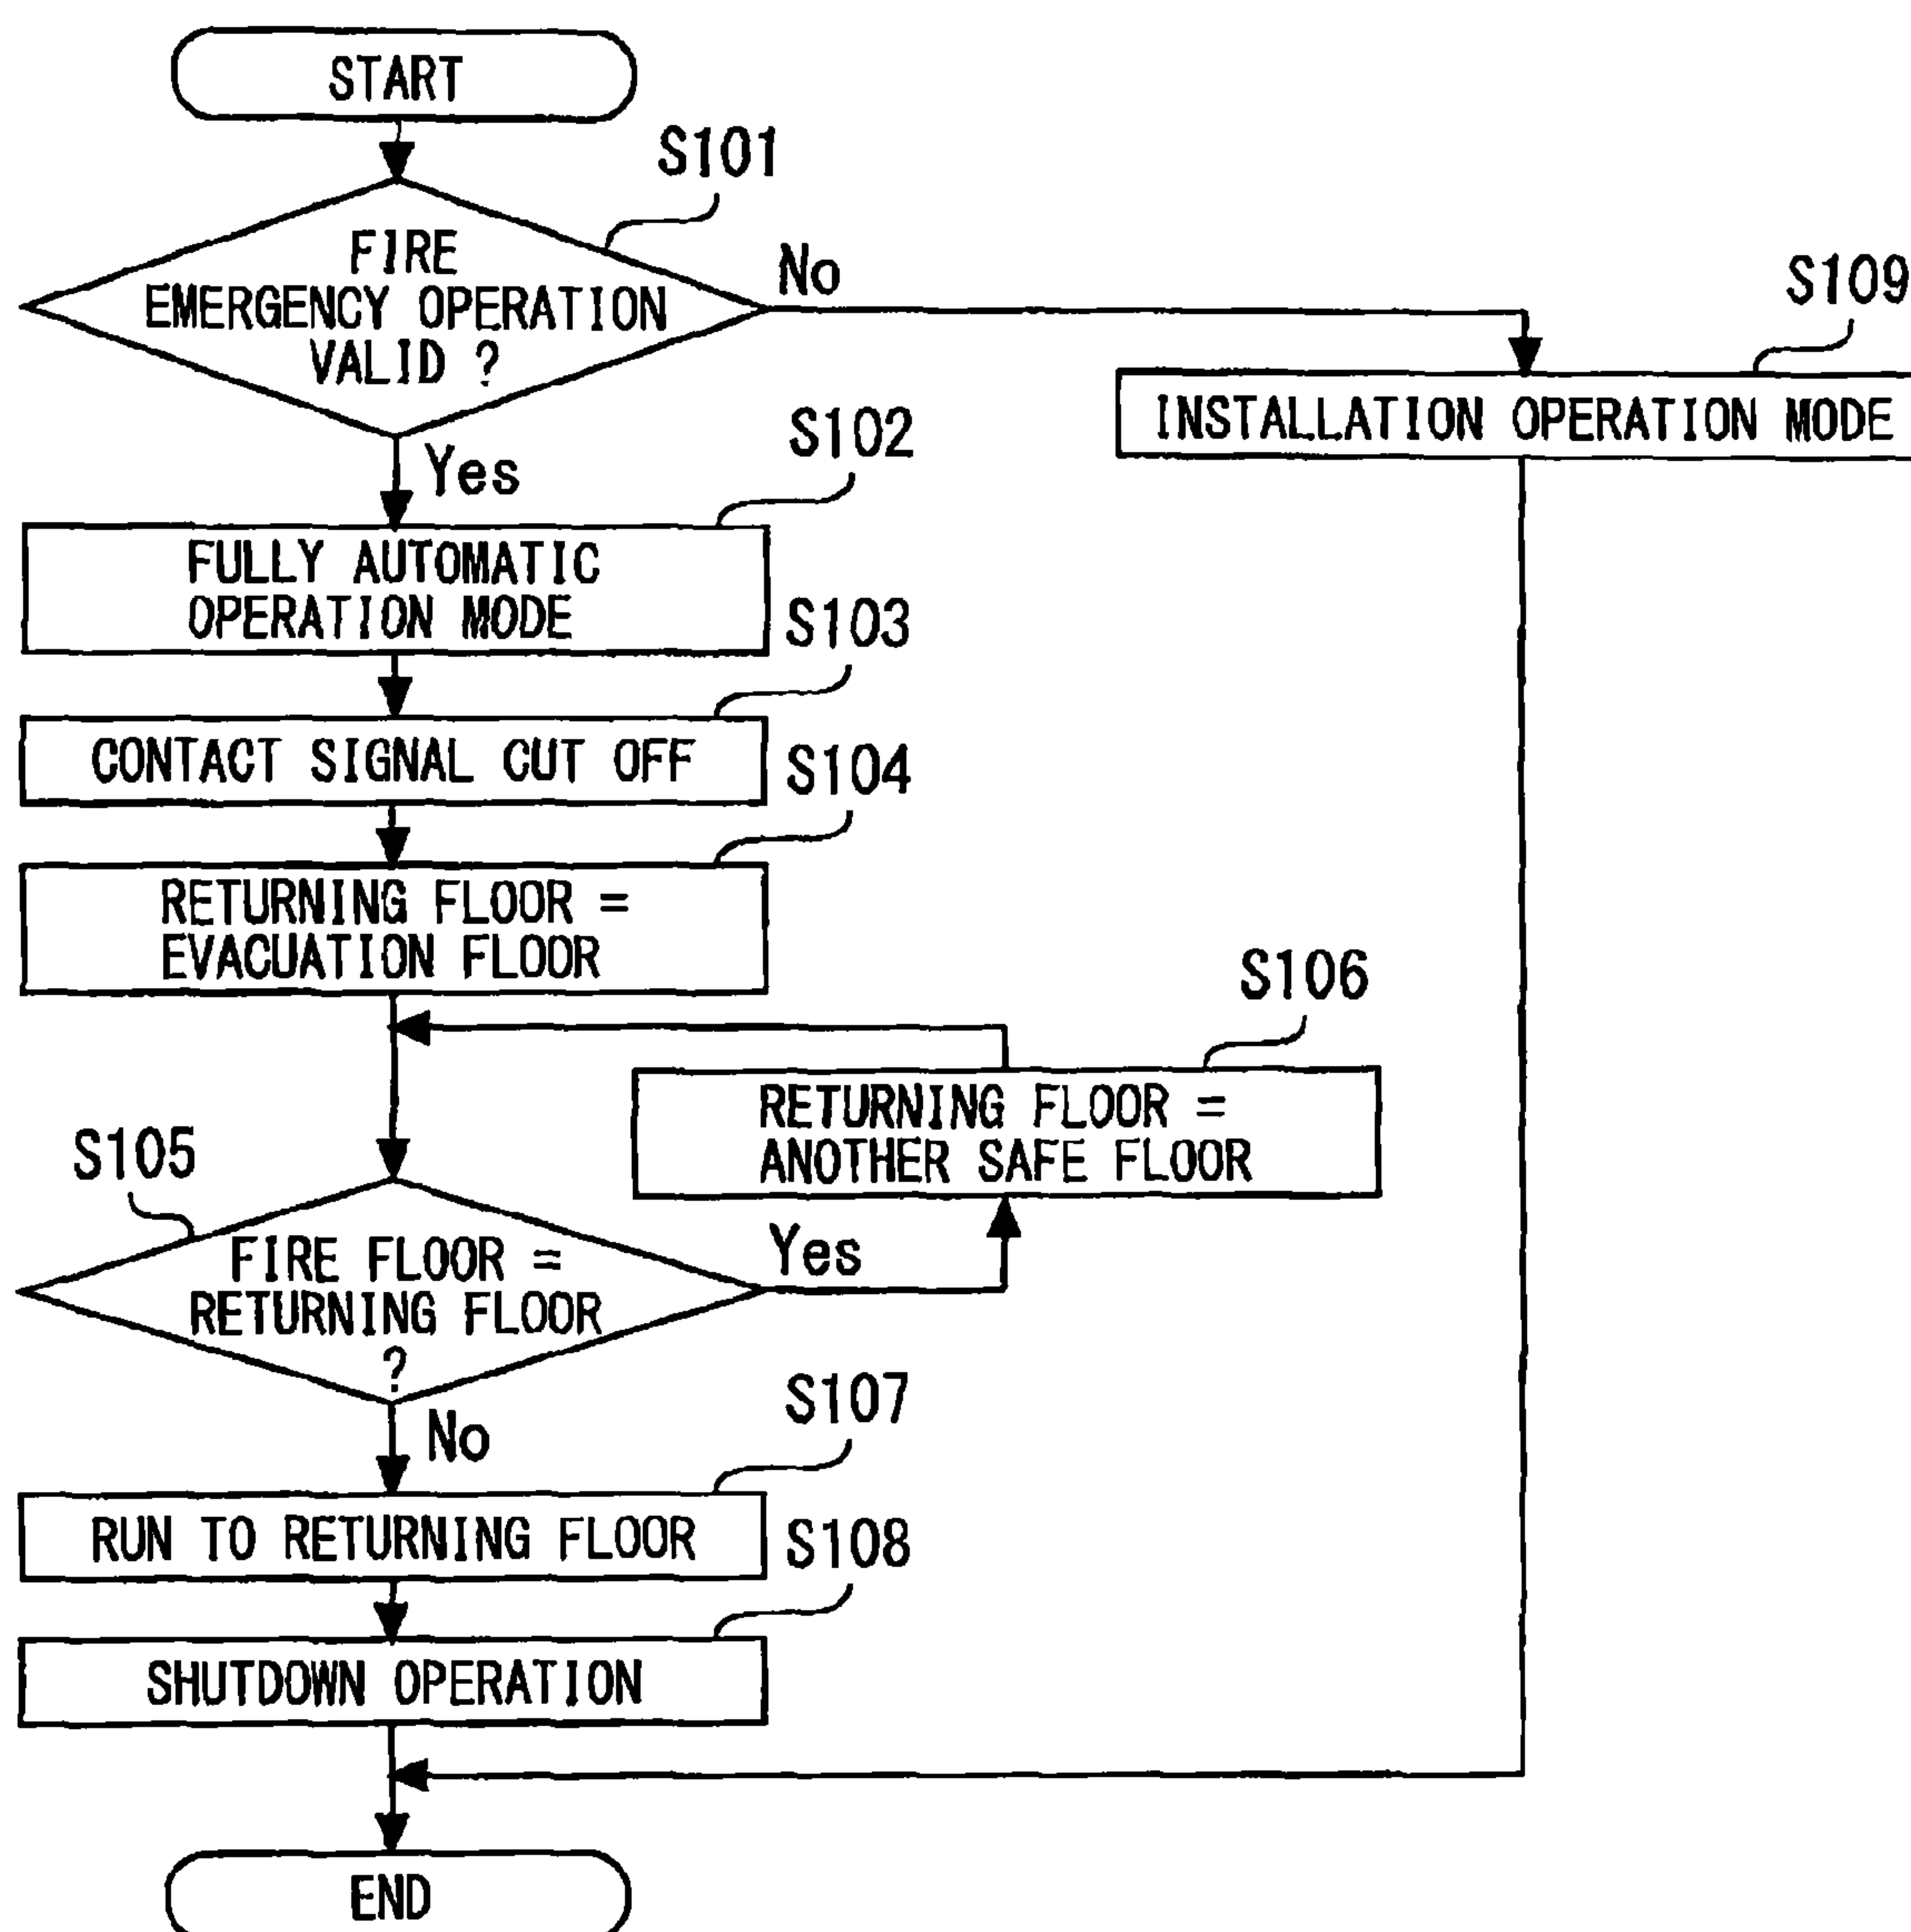 START
S101
FIRE
EMERGENCY OPERATION
VALID ?
No
S109
INSTALLATION OPERATION MODE
Yes
S102
FULLY AUTOMATIC
OPERATION MODE
S103
CONTACT SIGNAL CUT OFF
S104
RETURNING FLOOR =
EVACUATION FLOOR
S106
RETURNING FLOOR =
ANOTHER SAFE FLOOR
S105
FIRE FLOOR =
RETURNING FLOOR
?
Yes
No
S107
RUN TO RETURNING FLOOR
S108
SHUTDOWN OPERATION
END